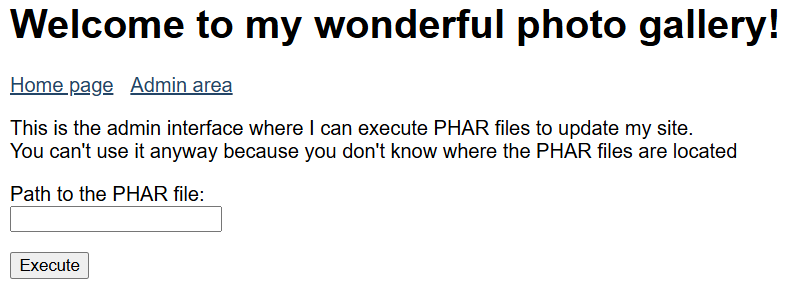 Welcome to my wonderful photo gallery!
Home page Admin area
This is the admin interface where I can execute PHAR files to update my site.
You can't use it anyway because you don't know where the PHAR files are located
Path to the PHAR file:
Execute